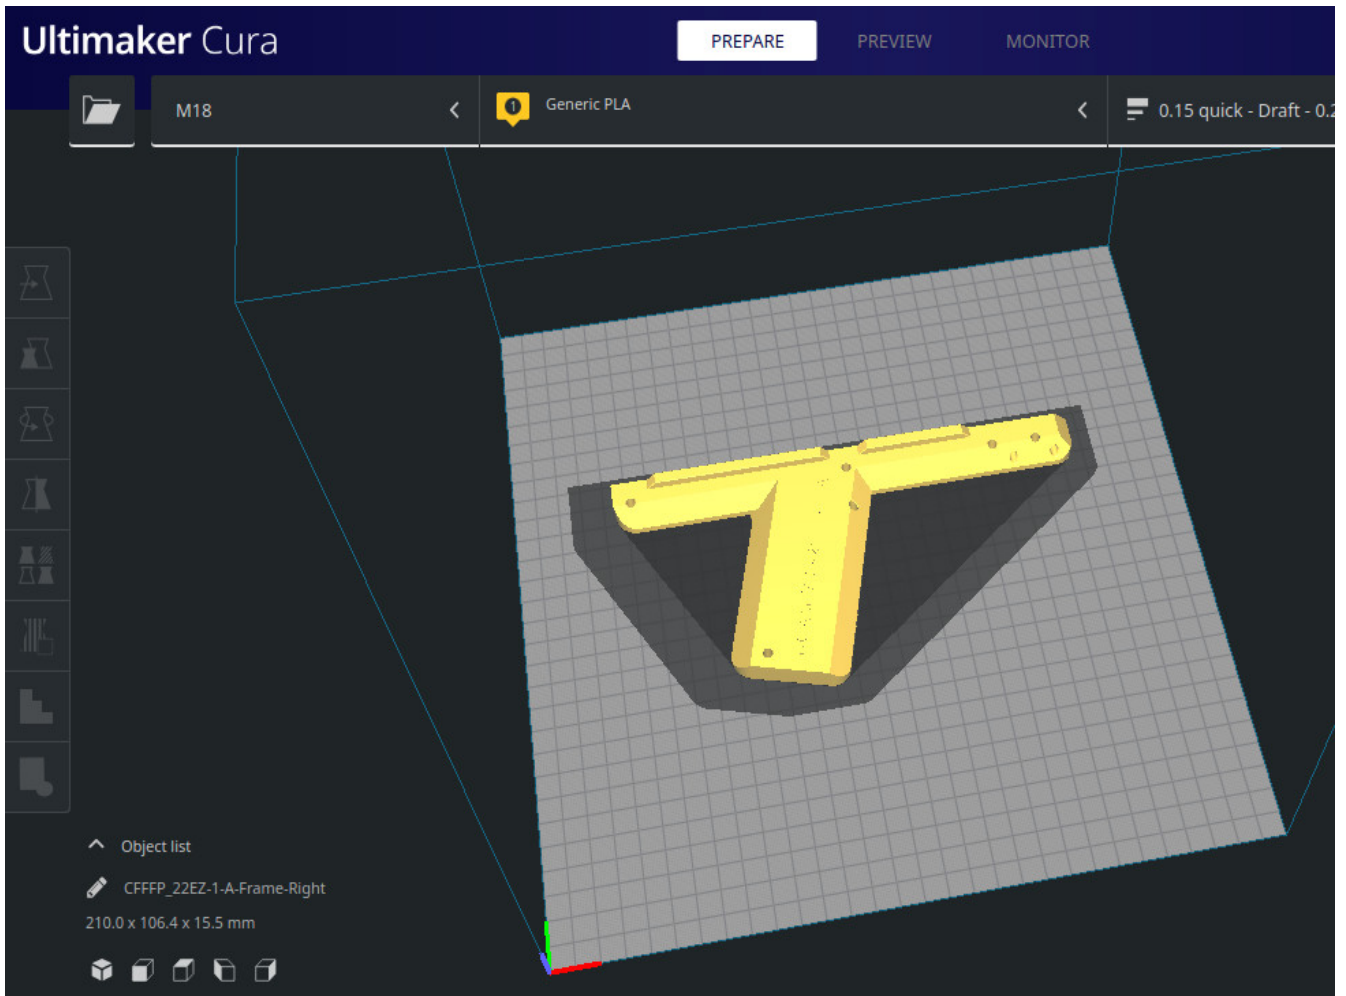 Ultimaker Cura
PREPARE
PREVIEW
MONITOR
M18
1
Generic PLA
0.15 quick - Draft - 0.2
Object list
CFFFP_22EZ-1-A-Frame-Right
210.0 x 106.4 x 15.5 mm